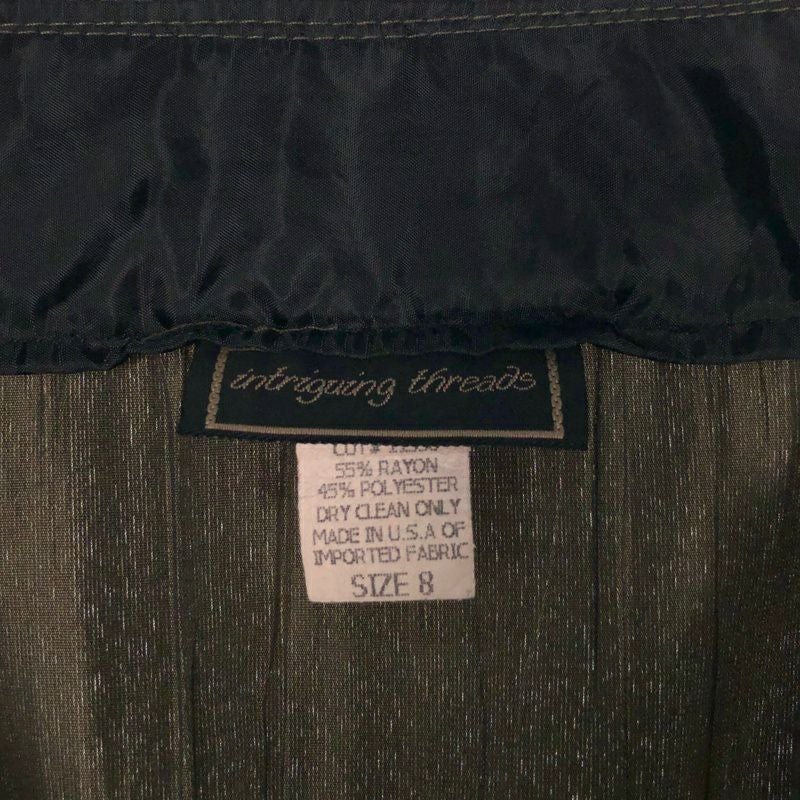 intriguing threads
55% RAYON
45% POLYESTER
DRY CLEAN ONLY
MADE IN U.S.A OF
IMPORTED FABRIC
SIZE 8